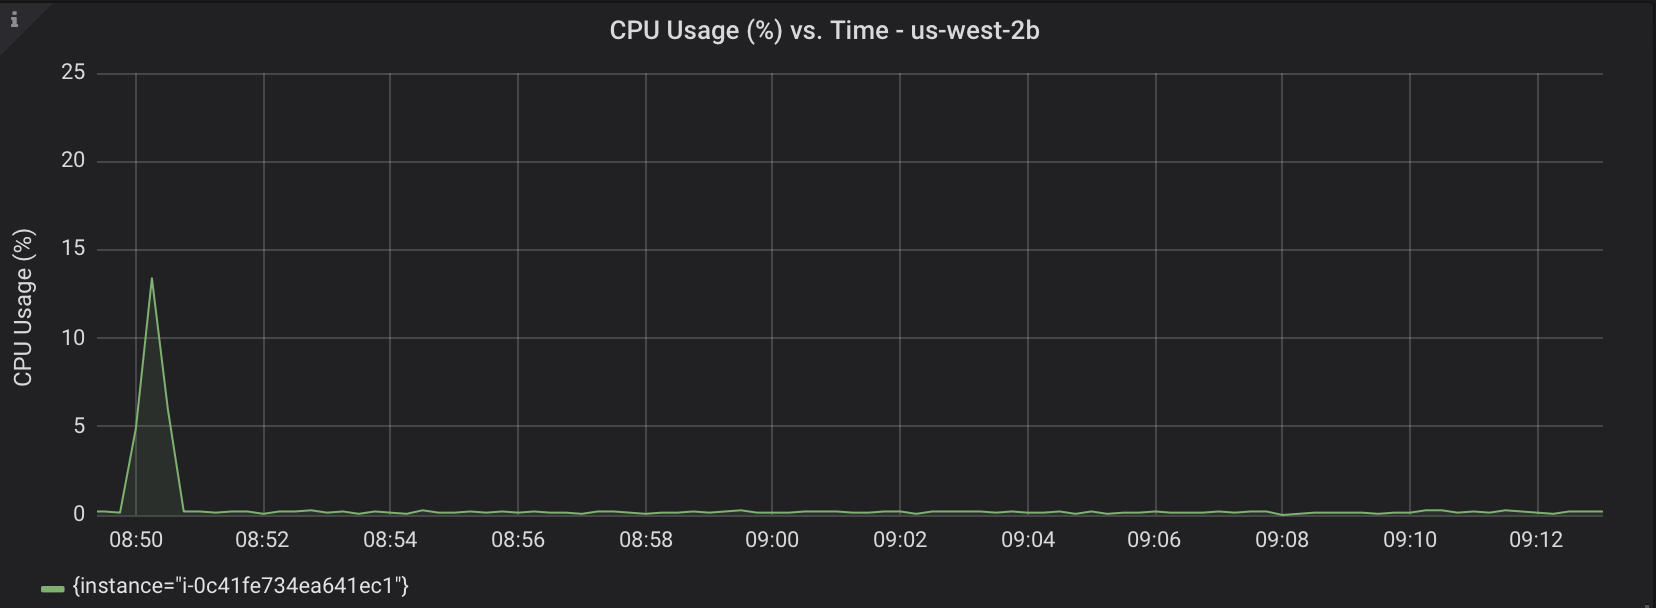 i
CPU Usage (%) vs. Time - us-west-2b
CPU Usage (%)
25
20
15
10
5
0
08:50 08:52 08:54 08:56 08:58 09:00 09:02 09:04 09:06 09:08 09:10 09:12
{instance="i-0c41fe734ea641ec1"}